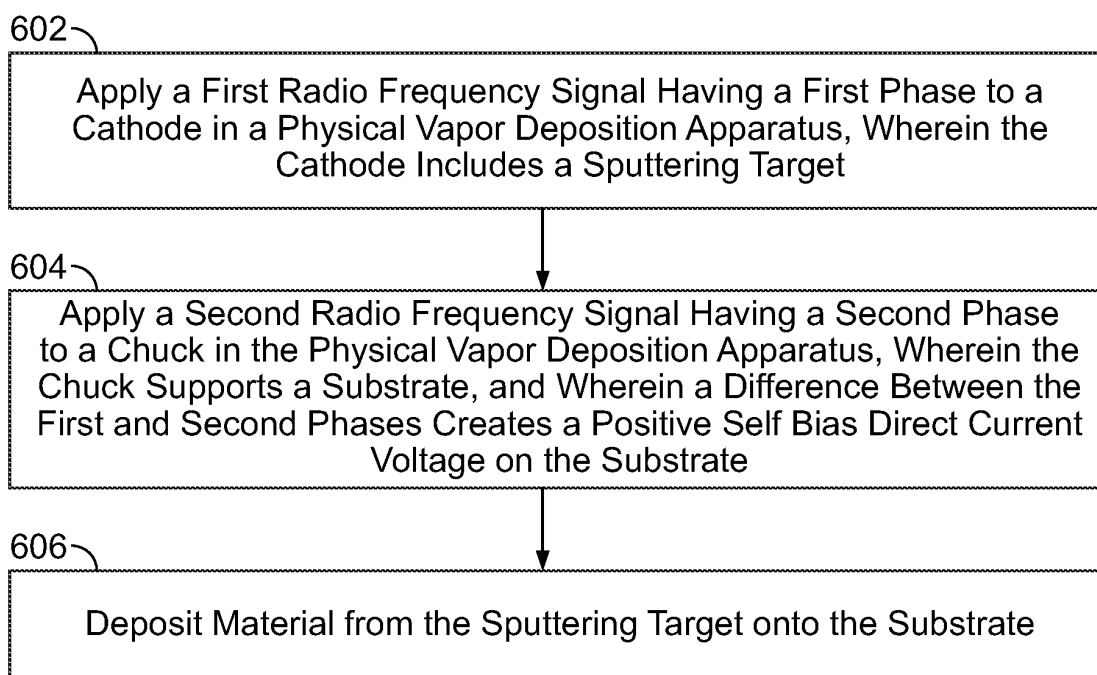 602
Apply a First Radio Frequency Signal Having a First Phase to a
Cathode in a Physical Vapor Deposition Apparatus, Wherein the
Cathode Includes a Sputtering Target
604
Apply a Second Radio Frequency Signal Having a Second Phase
to a Chuck in the Physical Vapor Deposition Apparatus, Wherein the
Chuck Supports a Substrate, and Wherein a Difference Between the
First and Second Phases Creates a Positive Self Bias Direct Current
Voltage on the Substrate
606
Deposit Material from the Sputtering Target onto the Substrate